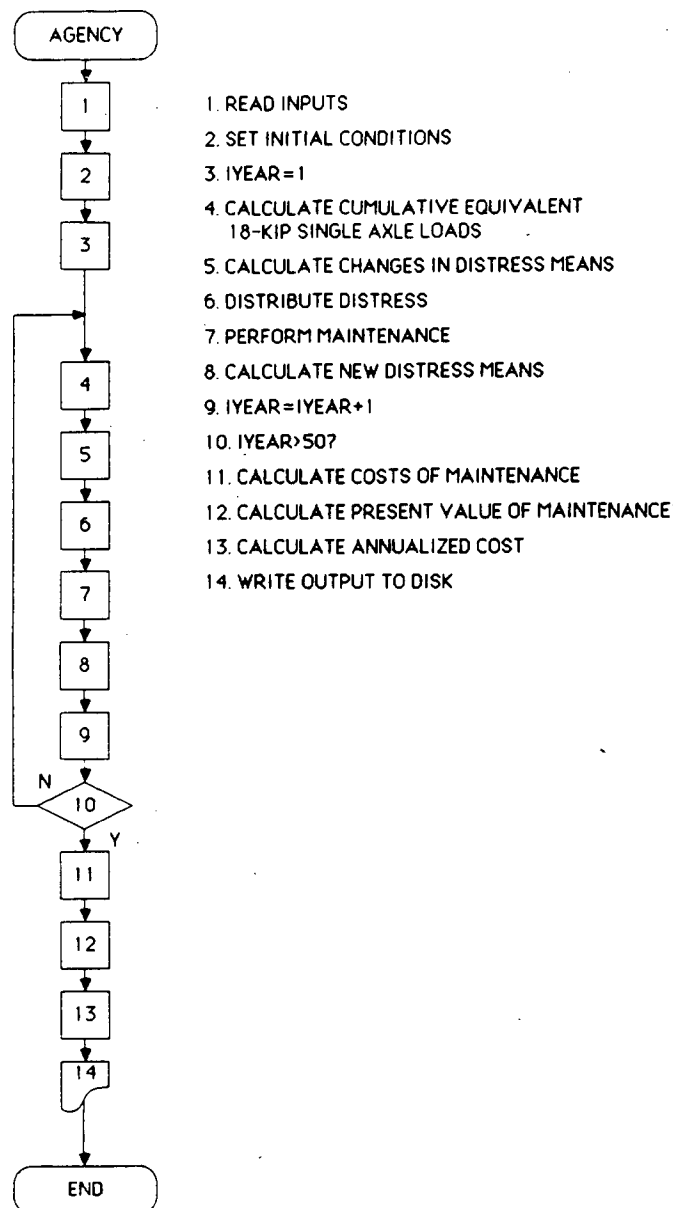 AGENCY
1
2
3
4
5
6
7
8
9
N
10
Y
11
12
13
14
END
1. READ INPUTS
2. SET INITIAL CONDITIONS
3. IYEAR=1
4. CALCULATE CUMULATIVE EQUIVALENT
18-KIP SINGLE AXLE LOADS
5. CALCULATE CHANGES IN DISTRESS MEANS
6. DISTRIBUTE DISTRESS
7. PERFORM MAINTENANCE
8. CALCULATE NEW DISTRESS MEANS
9. IYEAR=IYEAR+1
10. IYEAR>50?
11. CALCULATE COSTS OF MAINTENANCE
12. CALCULATE PRESENT VALUE OF MAINTENANCE
13. CALCULATE ANNUALIZED COST
14. WRITE OUTPUT TO DISK